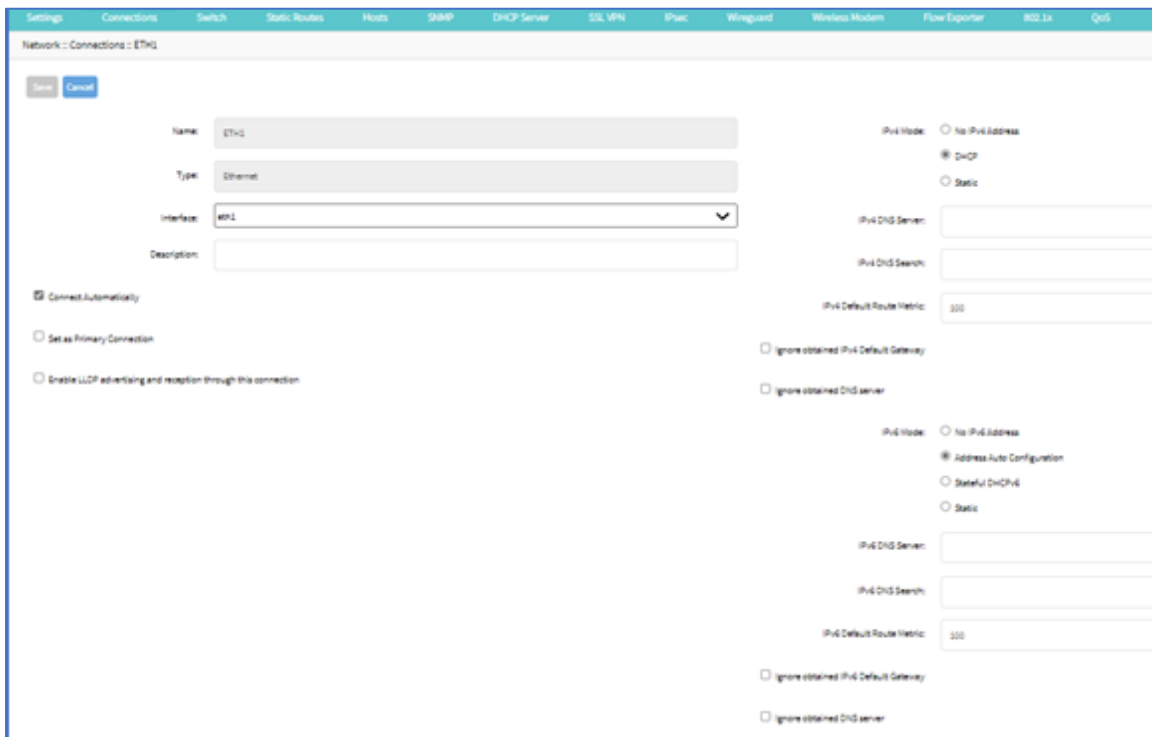 Settings Connections Switch Static Routes Hosts SNMP DHCP Server SSL VPN IPsec Wireguard Wireless Modem Flow Exporter 802.1x QoS
Network :: Connections :: ETH1
Save Cancel
Name: ETH1
Type: Ethernet
Interface: eth1
Description:
Connect Automatically
Set as Primary Connection
Enable LLDP advertising and reception through this connection
IPv4 Mode: No IPv4 Address
DHCP
Static
IPv4 DNS Server:
IPv4 DNS Search:
IPv4 Default Route Metric: 100
Ignore obtained IPv4 Default Gateway
Ignore obtained DNS server
IPv6 Mode: No IPv6 Address
Address Auto Configuration
Stateful DHCPv6
Static
IPv6 DNS Server:
IPv6 DNS Search:
IPv6 Default Route Metric: 100
Ignore obtained IPv6 Default Gateway
Ignore obtained DNS server